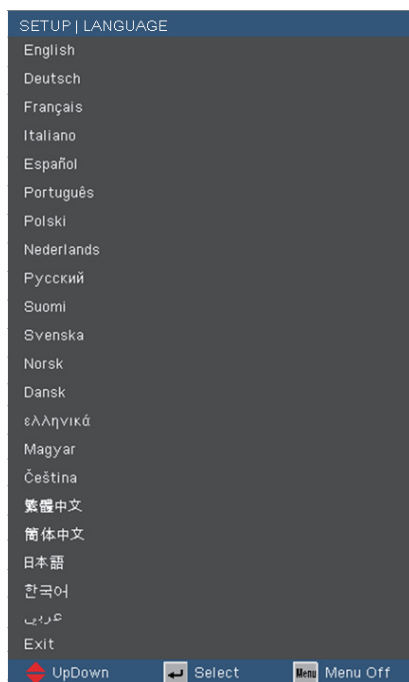 SETUP | LANGUAGE
English
Deutsch
Français
Italiano
Español
Português
Polski
Nederlands
Русский
Suomi
Svenska
Norsk
Dansk
ελληνικά
Magyar
Čeština
繁體中文
简体中文
日本語
한국어
عربي
Exit
UpDown Select Menu Menu Off